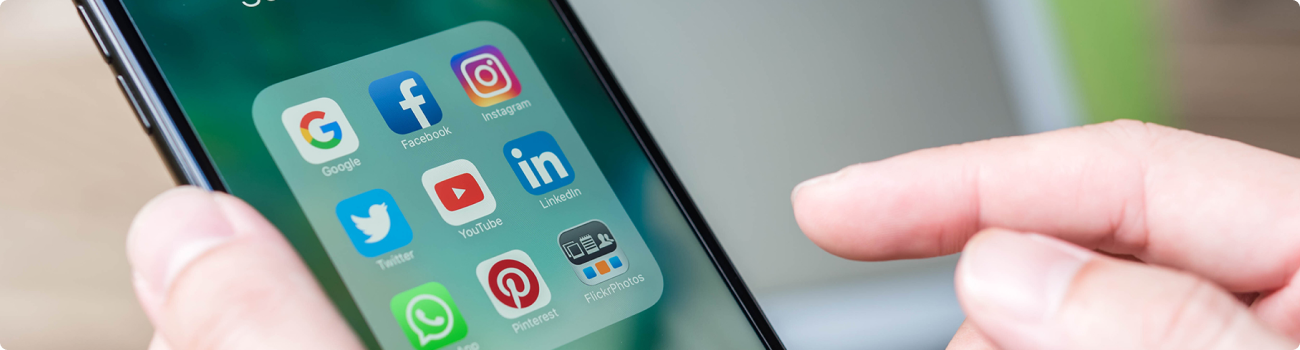 Google
Facebook
Instagram
Twitter
YouTube
LinkedIn
Pinterest
FlickrPhotos